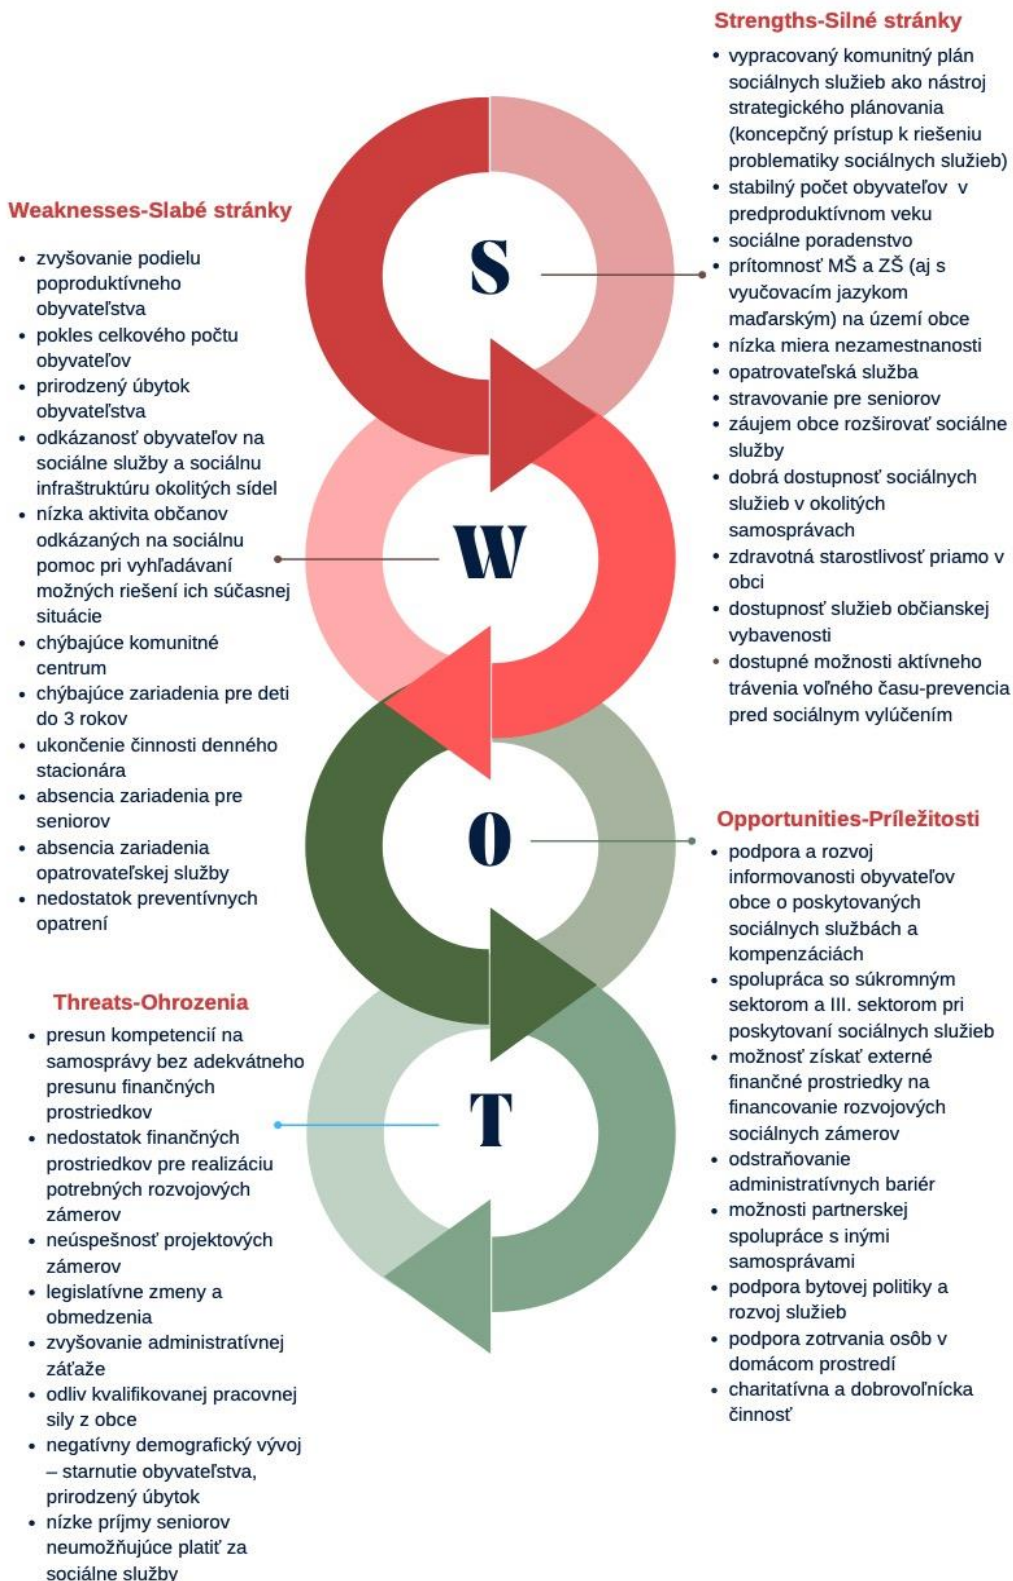 Strengths-Silné stránky
• vypracovaný komunitný plán
sociálnych služieb ako nástroj
strategického plánovania
(koncepčný prístup k riešeniu
problematiky sociálnych služieb)
• stabilný počet obyvateľov v
predproduktívnom veku
• sociálne poradenstvo
• prítomnosť MŠ a ZŠ (aj s
vyučovacím jazykom
maďarským) na území obce
• nízka miera nezamestnanosti
• opatrovateľská služba
• stravovanie pre seniorov
• záujem obce rozširovať sociálne
služby
• dobrá dostupnosť sociálnych
služieb v okolitých
samosprávach
• zdravotná starostlivosť priamo v
obci
• dostupnosť služieb občianskej
vybavenosti
• dostupné možnosti aktívneho
trávenia voľného času-prevencia
pred sociálnym vylúčením
S
Weaknesses-Slabé stránky
• zvyšovanie podielu
poproduktívneho
obyvateľstva
• pokles celkového počtu
obyvateľov
• prirodzený úbytok
obyvateľstva
• odkázanosť obyvateľov na
sociálne služby a sociálnu
infraštruktúru okolitých sídel
• nízka aktivita občanov
odkázaných na sociálnu
pomoc pri vyhľadávaní
možných riešení ich súčasnej
situácie
• chýbajúce komunitné
centrum
• chýbajúce zariadenia pre deti
do 3 rokov
• ukončenie činnosti denného
stacionára
• absencia zariadenia pre
seniorov
• absencia zariadenia
opatrovateľskej služby
• nedostatok preventívnych
opatrení
W
O
Opportunities-Príležitosti
• podpora a rozvoj
informovanosti obyvateľov
obce o poskytovaných
sociálnych službách a
kompenzáciách
• spolupráca so súkromným
sektorom a III. sektorom pri
poskytovaní sociálnych služieb
• možnosť získať externé
finančné prostriedky na
financovanie rozvojových
sociálnych zámerov
• odstraňovanie
administratívnych bariér
• možnosti partnerskej
spolupráce s inými
samosprávami
• podpora bytovej politiky a
rozvoj služieb
• podpora zotrvania osôb v
domácom prostredí
• charitatívna a dobrovoľnícka
činnosť
Threats-Ohrozenia
• presun kompetencií na
samosprávy bez adekvátneho
presunu finančných
prostriedkov
• nedostatok finančných
prostriedkov pre realizáciu
potrebných rozvojových
zámerov
• neúspešnosť projektových
zámerov
• legislatívne zmeny a
obmedzenia
• zvyšovanie administratívnej
záťaže
• odliv kvalifikovanej pracovnej
sily z obce
• negatívny demografický vývoj
– starnutie obyvateľstva,
prirodzený úbytok
• nízke príjmy seniorov
neumožňujúce platiť za
sociálne služby
T